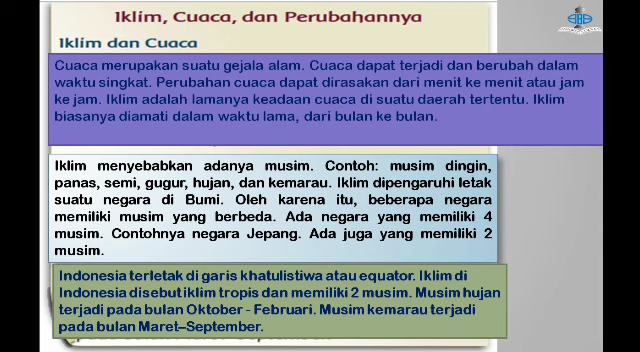 Iklim, Cuaca, dan Perubahannya
Iklim dan Cuaca
Cuaca merupakan suatu gejala alam. Cuaca dapat terjadi dan berubah dalam
waktu singkat. Perubahan cuaca dapat dirasakan dari menit ke menit atau jam
ke jam. Iklim adalah lamanya keadaan cuaca di suatu daerah tertentu. Iklim
biasanya diamati dalam waktu lama, dari bulan ke bulan.
Iklim menyebabkan adanya musim. Contoh: musim dingin,
panas, semi, gugur, hujan, dan kemarau. Iklim dipengaruhi letak
suatu negara di Bumi. Oleh karena itu, beberapa negara
memiliki musim yang berbeda. Ada negara yang memiliki 4
musim. Contohnya negara Jepang. Ada juga yang memiliki 2
musim.
Indonesia terletak di garis khatulistiwa atau equator. Iklim di
Indonesia disebut iklim tropis dan memiliki 2 musim. Musim hujan
terjadi pada bulan Oktober - Februari. Musim kemarau terjadi
pada bulan Maret–September.